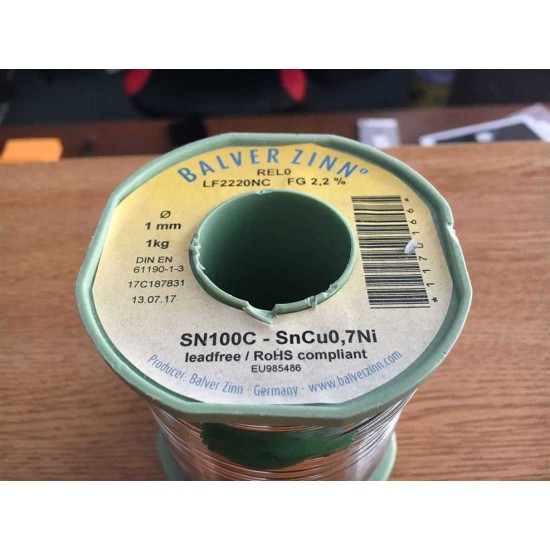 BALVER ZINN®
REL0
LF2220NC FG 2,2 %
Ø
1 mm
1kg
DIN EN
61190-1-3
17C187831
13.07.17
*1170166*
SN100C - SnCu0,7Ni
leadfree / RoHS compliant
EU985486
Producer: Balver Zinn - Germany - www.balverzinn.com